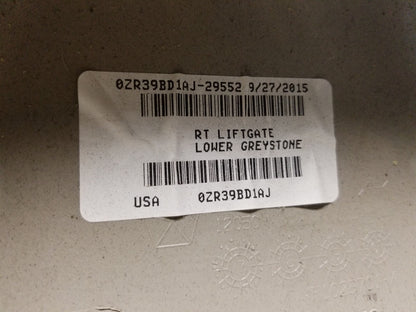 0ZR39BD1AJ-29552 9/27/2015
RT LIFTGATE
LOWER GREYSTONE
USA 0ZR39BD1AJ